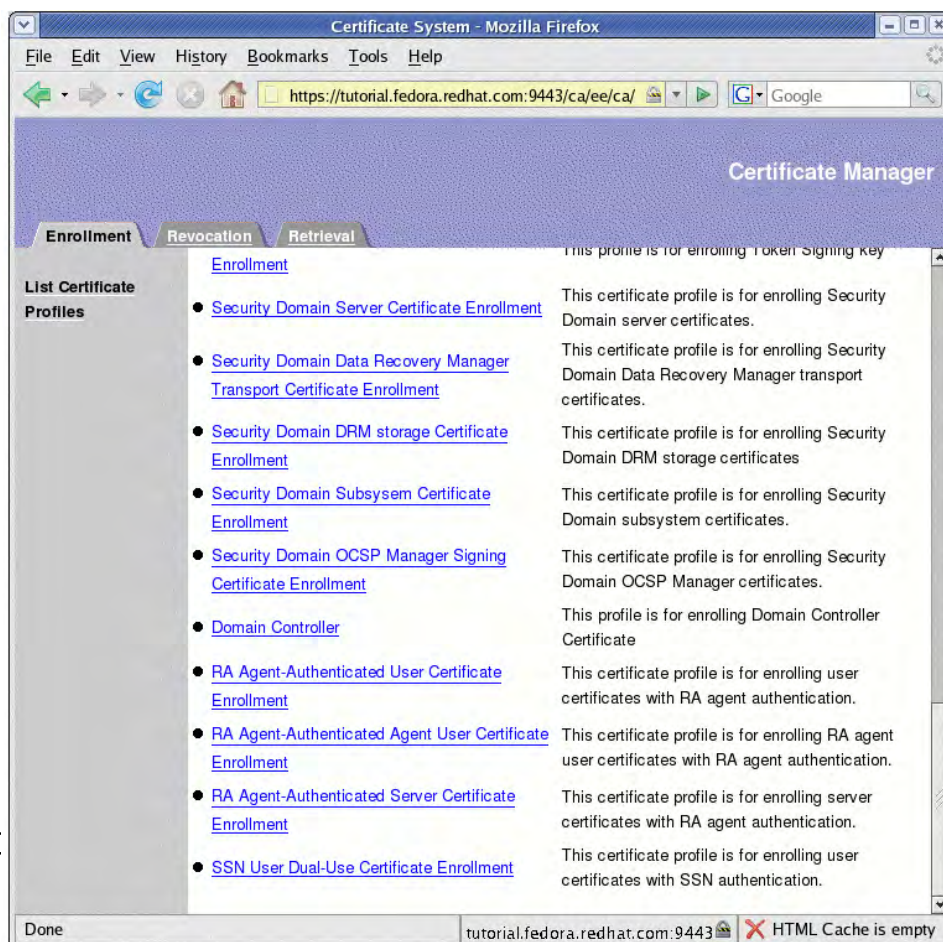 Certificate System - Mozilla Firefox
File Edit View History Bookmarks Tools Help
https://tutorial.fedora.redhat.com:9443/ca/ee/ca/
G Google
Certificate Manager
Enrollment Revocation Retrieval
List Certificate
Profiles
Enrollment
This profile is for enrolling Token Signing key
Security Domain Server Certificate Enrollment
This certificate profile is for enrolling Security
Domain server certificates.
Security Domain Data Recovery Manager
Transport Certificate Enrollment
This certificate profile is for enrolling Security
Domain Data Recovery Manager transport
certificates.
Security Domain DRM storage Certificate
Enrollment
This certificate profile is for enrolling Security
Domain DRM storage certificates
Security Domain Subsysem Certificate
Enrollment
This certificate profile is for enrolling Security
Domain subsystem certificates.
Security Domain OCSP Manager Signing
Certificate Enrollment
This certificate profile is for enrolling Security
Domain OCSP Manager certificates.
Domain Controller
This profile is for enrolling Domain Controller
Certificate
RA Agent-Authenticated User Certificate
Enrollment
This certificate profile is for enrolling user
certificates with RA agent authentication.
RA Agent-Authenticated Agent User Certificate
Enrollment
This certificate profile is for enrolling RA agent
user certificates with RA agent authentication.
RA Agent-Authenticated Server Certificate
Enrollment
This certificate profile is for enrolling server
certificates with RA agent authentication.
SSN User Dual-Use Certificate Enrollment
This certificate profile is for enrolling user
certificates with SSN authentication.
Done
tutorial.fedora.redhat.com:9443
HTML Cache is empty